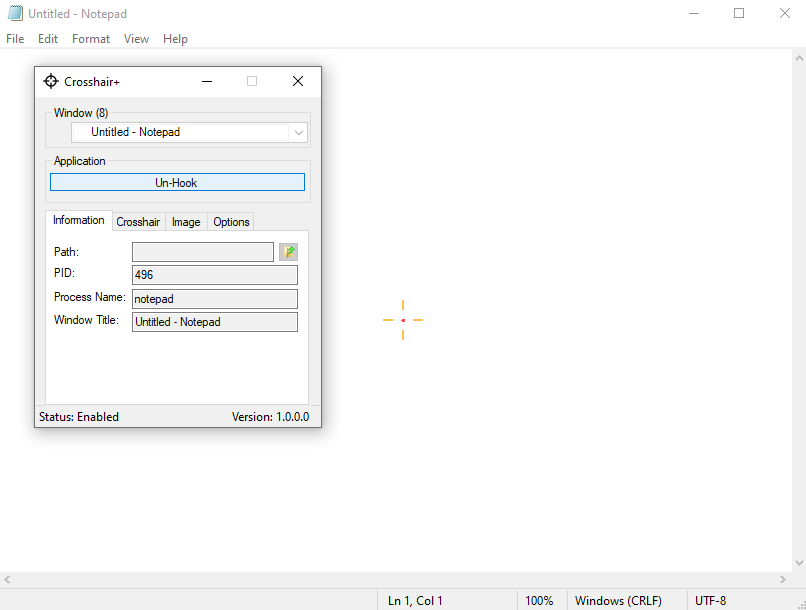 Untitled - Notepad
File Edit Format View Help
Crosshair+
Window (8)
Untitled - Notepad
Application
Un-Hook
Information Crosshair Image Options
Path:
PID: 496
Process Name: notepad
Window Title: Untitled - Notepad
Status: Enabled Version: 1.0.0.0
Ln 1, Col 1 100% Windows (CRLF) UTF-8